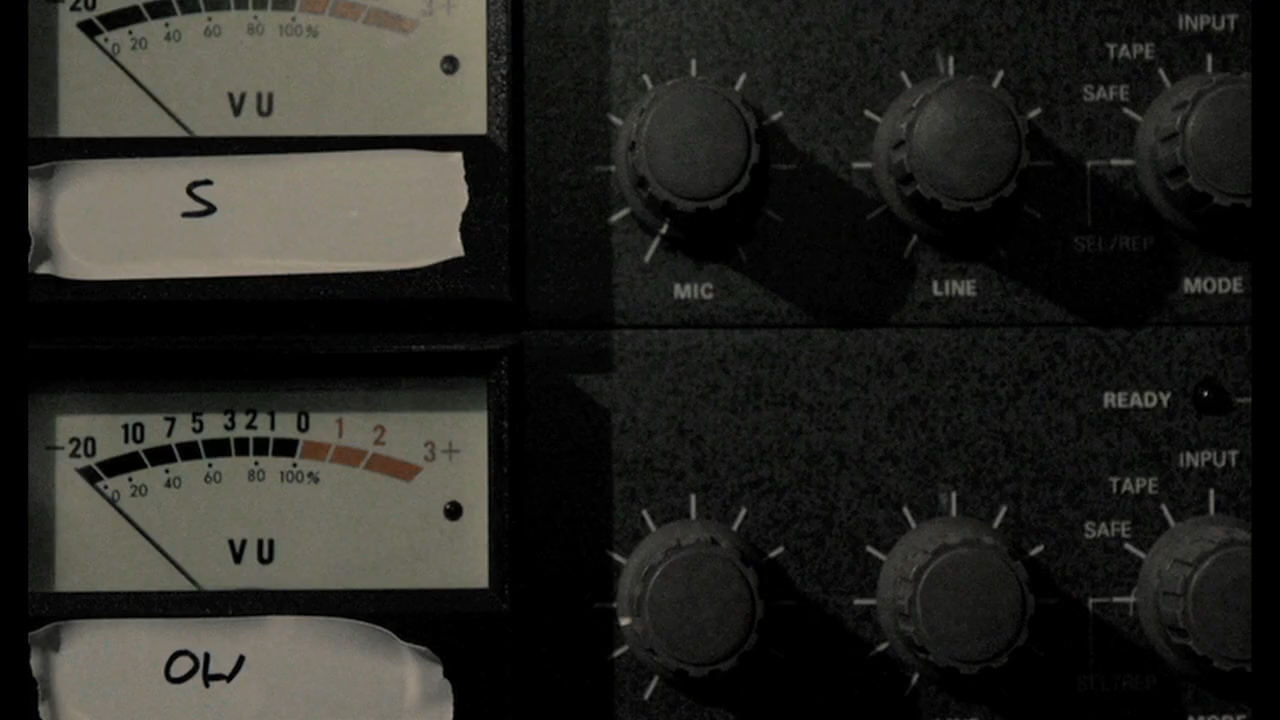 20 3+
0 20 40 60 80 100%
VU
S
INPUT
TAPE
SAFE
SEL/REP
MIC
LINE
MODE
-20 10 7 5 3 2 1 0 1 2 3+
0 20 40 60 80 100%
VU
READY
INPUT
TAPE
SAFE
SEL/REP